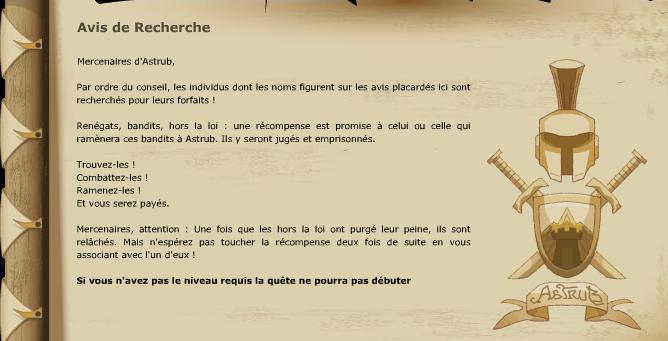 Avis de Recherche
Mercenaires d'Astrub,
Par ordre du conseil, les individus dont les noms figurent sur les avis placardés ici sont
recherchés pour leurs forfaits !
Renégats, bandits, hors la loi : une récompense est promise à celui ou celle qui
ramènera ces bandits à Astrub. Ils y seront jugés et emprisonnés.
Trouvez-les !
Combattez-les !
Ramenez-les !
Et vous serez payés.
Mercenaires, attention : Une fois que les hors la loi ont purgé leur peine, ils sont
relâchés. Mais n'espérez pas toucher la récompense deux fois de suite en vous
associant avec l'un d'eux !
Si vous n'avez pas le niveau requis la quête ne pourra pas débuter
ASTRUB